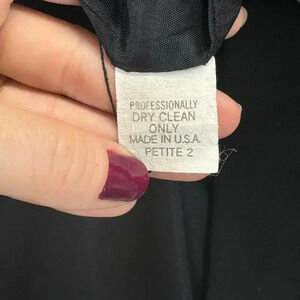 PROFESSIONALLY
DRY CLEAN
ONLY
MADE IN U.S.A.
PETITE 2